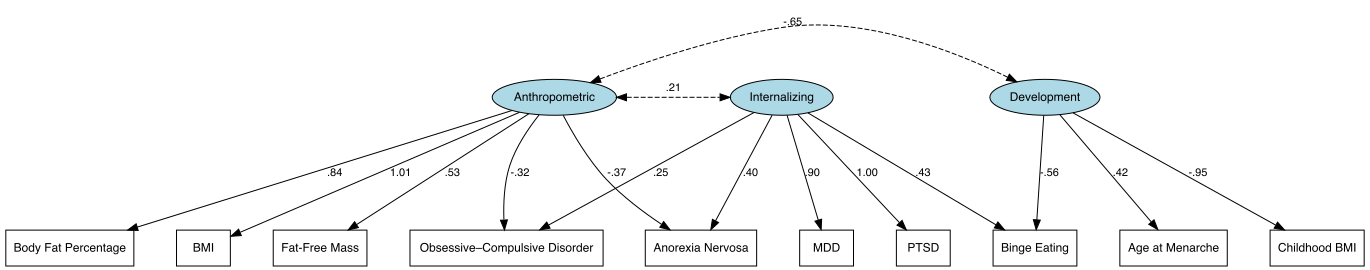 -.65
Anthropometric
.21
Internalizing
Development
.84
1.01
.53
-.32
-.37
.25
.40
.90
1.00
.43
-.56
.42
-.95
Body Fat Percentage
BMI
Fat-Free Mass
Obsessive–Compulsive Disorder
Anorexia Nervosa
MDD
PTSD
Binge Eating
Age at Menarche
Childhood BMI